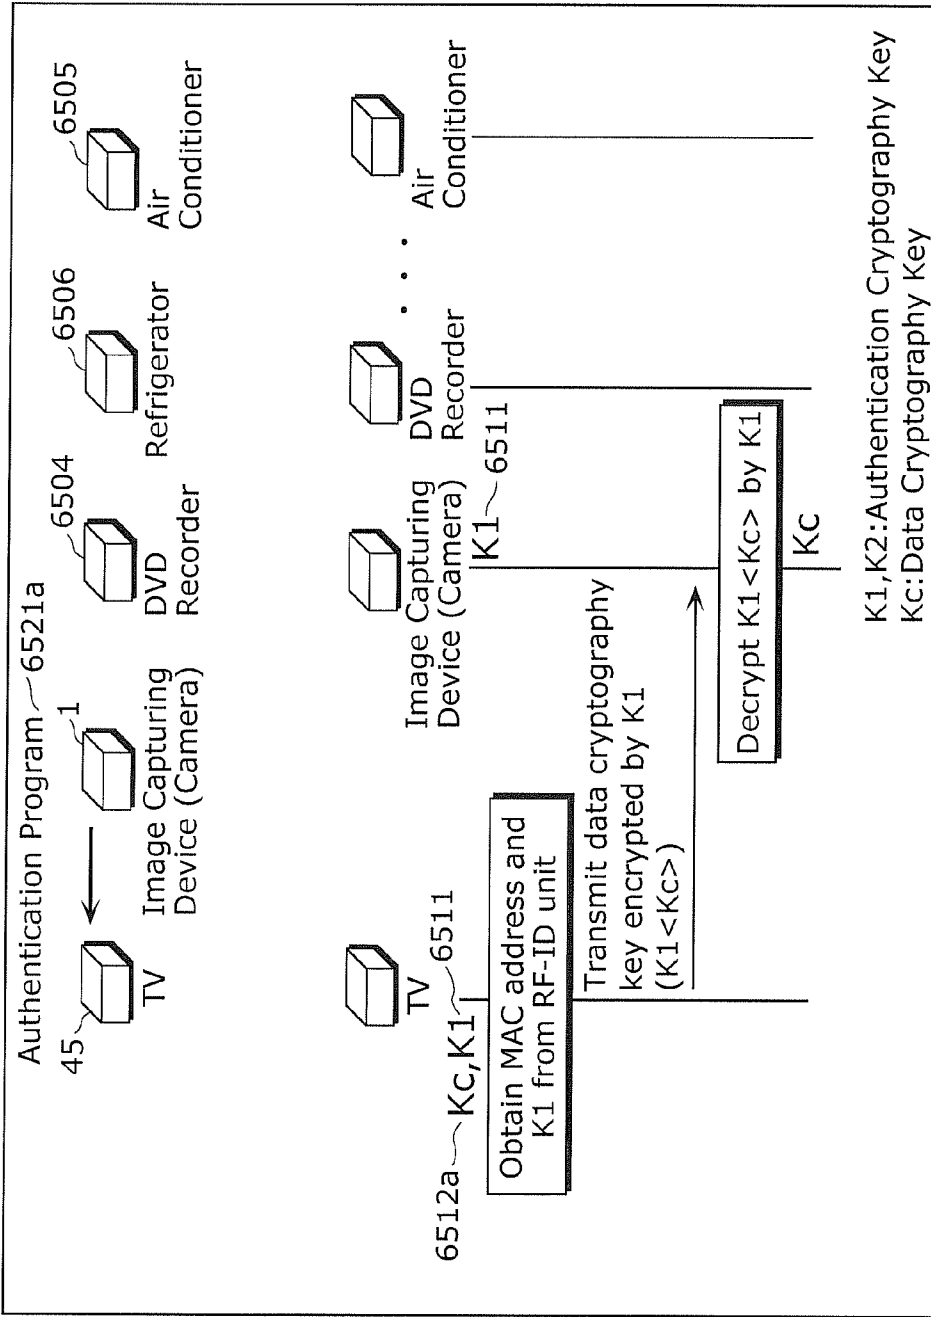 Authentication Program 6521a
45
1
6504
6506
6505
TV
Image Capturing
Device (Camera)
DVD
Recorder
Refrigerator
Air
Conditioner
TV
Image Capturing
Device (Camera)
DVD
Recorder
. . .
Air
Conditioner
6512a Kc,K1 6511
K1 6511
Obtain MAC address and
K1 from RF-ID unit
Transmit data cryptography
key encrypted by K1
(K1<Kc>)
Decrypt K1<Kc> by K1
Kc
K1,K2:Authentication Cryptography Key
Kc:Data Cryptography Key